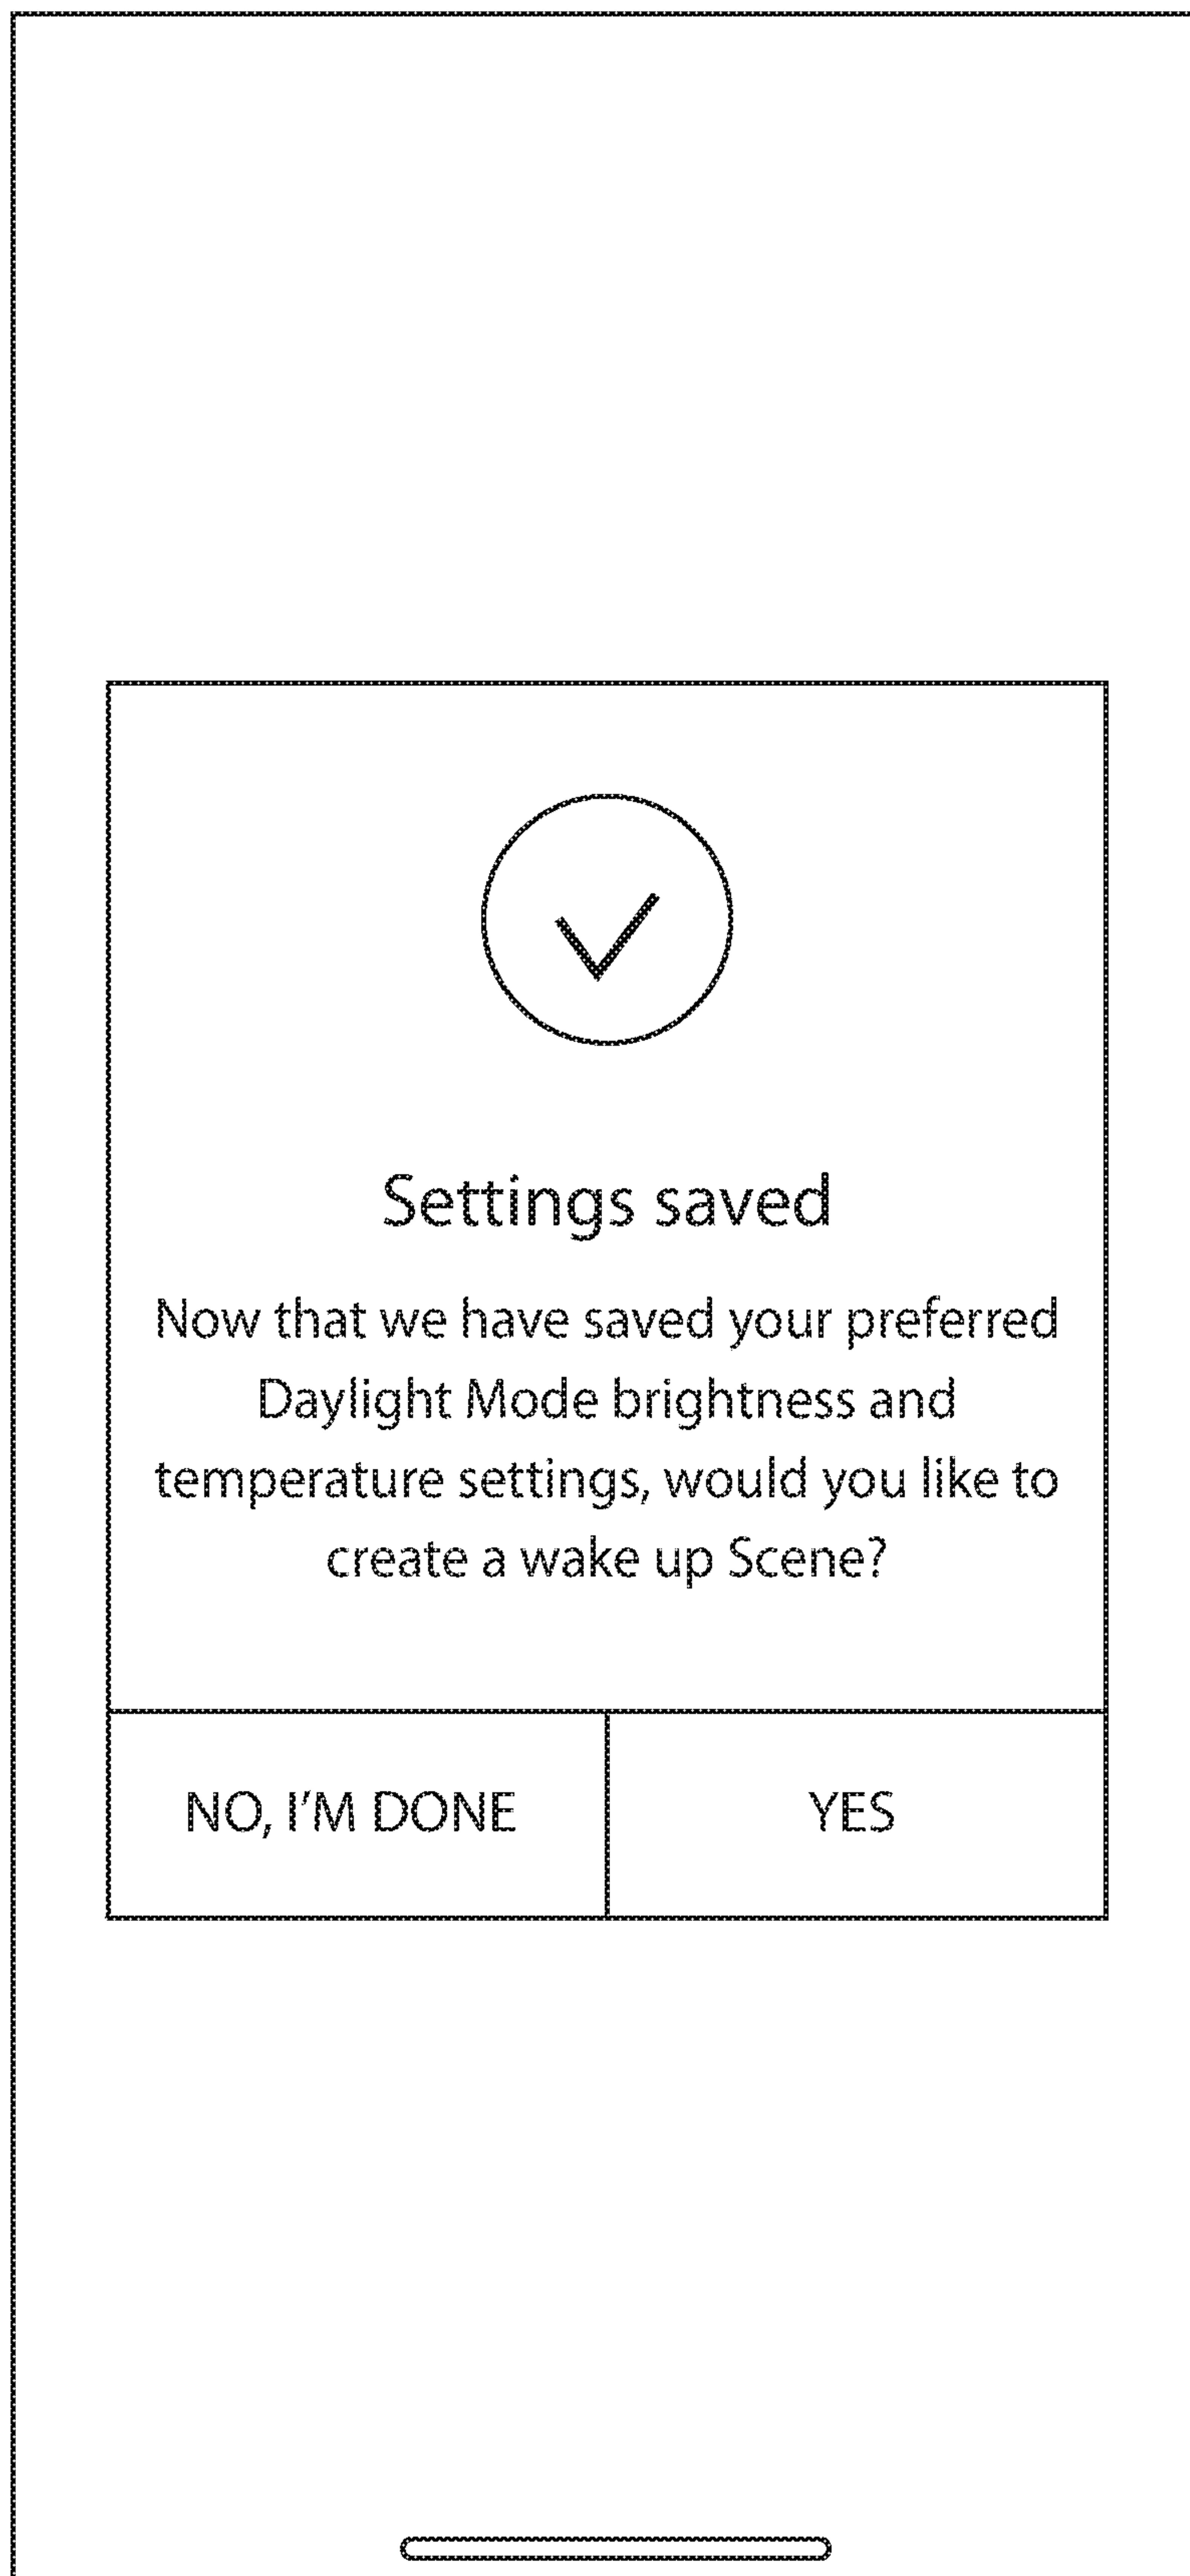 Settings saved
Now that we have saved your preferred
Daylight Mode brightness and
temperature settings, would you like to
create a wake up Scene?
NO, I’M DONE
YES